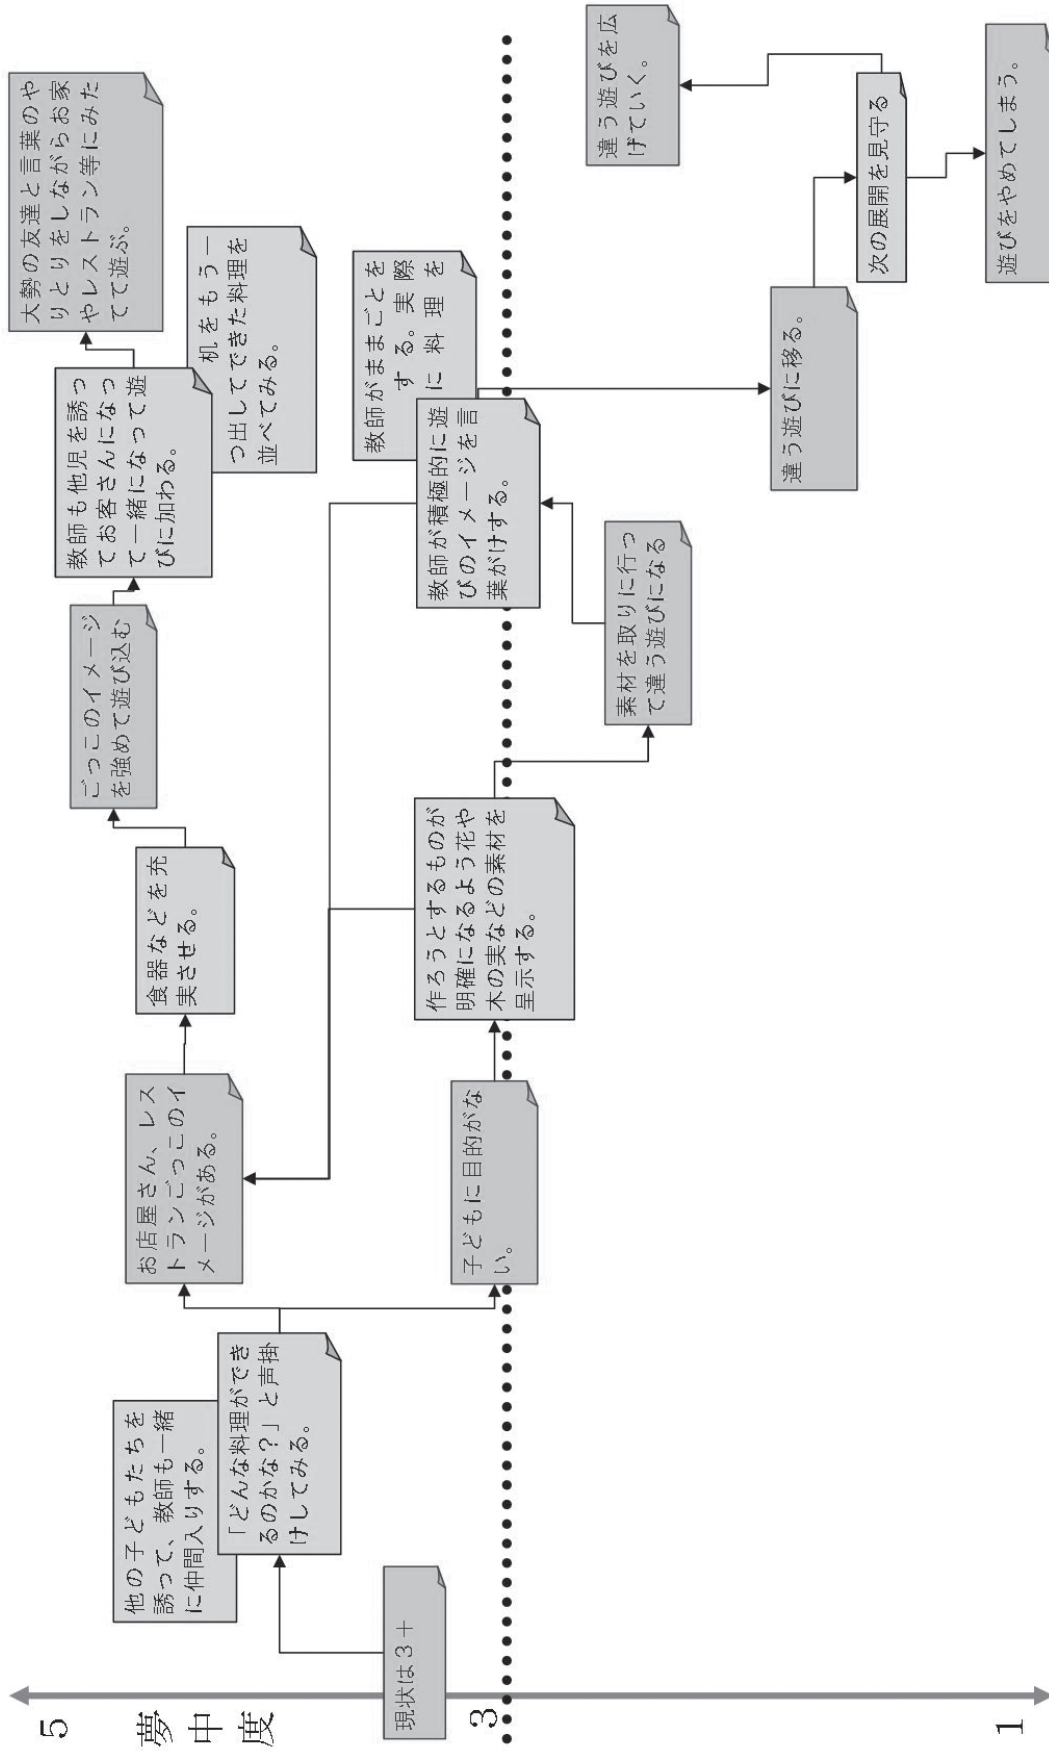 5
夢中度
3
1
現状は3+
他の子どもたちを
誘って、教師も一緒
に仲間入りする。
「どんな料理ができ
るのかな？」と声掛
けしてみる。
お店屋さん、レス
トランごっこのイ
メージがある。
子どもに目的がな
い。
食器などを充
実させる。
作ろうとするものが
明確になるよう花や
木の実などの素材を
呈示する。
ごっこのイメージ
を強めて遊び込む
素材を取りに行っ
て違う遊びになる
教師も他児を誘っ
てお客さんになっ
て一緒になって遊
びに加わる。
机をもう一
つ出してできた料理を
並べてみる。
教師がままごとを
する。実際
に料理を
教師が積極的に遊
びのイメージを言
葉がけする。
大勢の友達と言葉のや
りとりをしながらお家
やレストラン等にみた
てて遊ぶ。
違う遊びに移る。
次の展開を見守る
違う遊びを広
げていく。
遊びをやめてしまう。